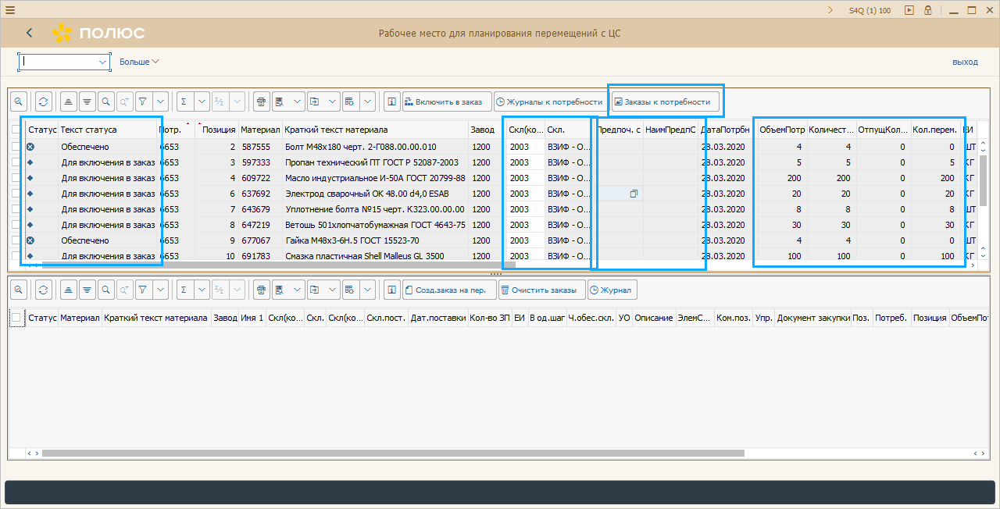 S4Q (1) 100
ПОЛЮС
Рабочее место для планирования перемещений с ЦС
Больше
выход
Включить в заказ Журналы к потребности Заказы к потребности
Статус Текст статуса Потр. Позиция Материал Краткий текст материала Завод Скл(ко... Скл. Предпоч. с НаимПредпС ДатаПотрбн ОбъемПотр Количест... ОтпущКол... Кол.перем. ЕИ
Обеспечено 6653 2 587555 Болт М48х180 черт. 2-Г088.00.00.010 1200 2003 ВЗИФ - О... 28.03.2020 4 4 0 0 ШТ
Для включения в заказ 6653 3 597333 Пропан технический ПТ ГОСТ Р 52087-2003 1200 2003 ВЗИФ - О... 28.03.2020 5 5 0 5 КГ
Для включения в заказ 6653 4 609722 Масло индустриальное И-50А ГОСТ 20799-88 1200 2003 ВЗИФ - О... 28.03.2020 200 200 0 200 КГ
Для включения в заказ 6653 6 637692 Электрод сварочный ОК 48.00 d4,0 ESAB 1200 2003 ВЗИФ - О... 28.03.2020 20 20 0 20 КГ
Для включения в заказ 6653 7 643679 Уплотнение болта №15 черт. К323.00.00.00 1200 2003 ВЗИФ - О... 28.03.2020 8 8 0 8 ШТ
Для включения в заказ 6653 8 647219 Ветошь 501хлопчатобумажная ГОСТ 4643-75 1200 2003 ВЗИФ - О... 28.03.2020 30 30 0 30 КГ
Обеспечено 6653 9 677067 Гайка М48х3-6Н.5 ГОСТ 15523-70 1200 2003 ВЗИФ - О... 28.03.2020 4 4 0 0 ШТ
Для включения в заказ 6653 10 691783 Смазка пластичная Shell Malleus GL 3500 1200 2003 ВЗИФ - О... 28.03.2020 100 100 0 100 КГ
Созд.заказ на пер. Очистить заказы Журнал
Статус Материал Краткий текст материала Завод Имя 1 Скл(ко... Скл. Скл(ко... Скл.пост. Дат.поставки Кол-во ЗП ЕИ В од.шаг Ч.обес.скл. УО Описание ЭлемС... Ком.поз. Упр. Документ закупки Поз. Потреб. Позиция ОбъемПот